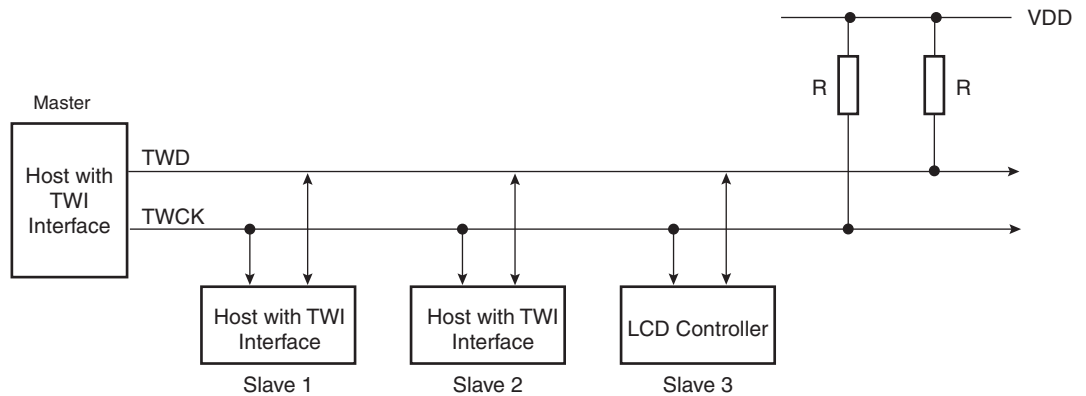 VDD
R
R
Master
Host with
TWI
Interface
TWD
TWCK
Host with TWI
Interface
Slave 1
Host with TWI
Interface
Slave 2
LCD Controller
Slave 3